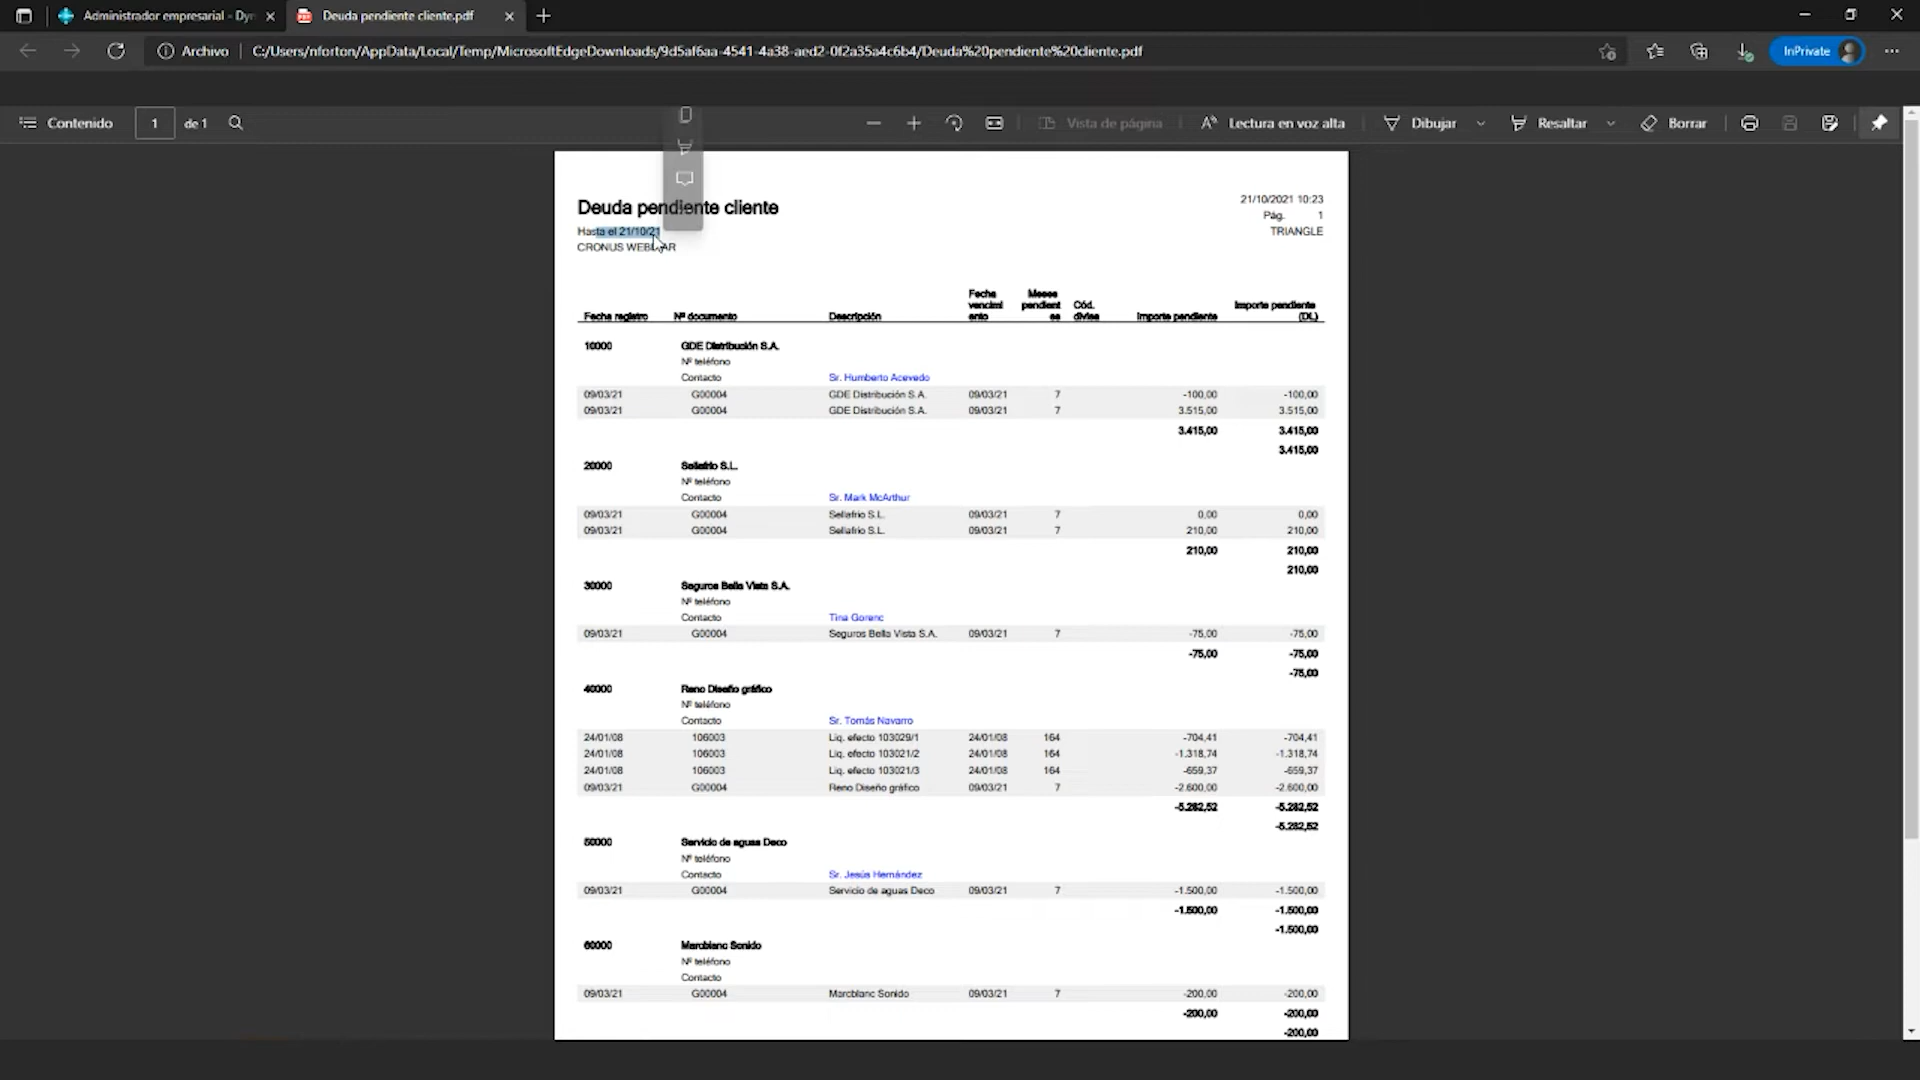 Administrador empresarial - Dyn
Deuda pendiente cliente.pdf
Archivo
C:/Users/nforton/AppData/Local/Temp/MicrosoftEdgeDownloads/9d5af6aa-4541-4a38-aed2-0f2a35a4c6b4/Deuda%20pendiente%20cliente.pdf
InPrivate
Contenido 1 de 1
Vista de página
Lectura en voz alta
Dibujar
Resaltar
Borrar
Deuda pendiente cliente
21/10/2021 10:23
Pág. 1
Hasta el 21/10/21
TRIANGLE
CRONUS
Fecha registro Nº documento Descripción Fecha vencimiento Meses pendientes Cód. divisa Importe pendiente Importe pendiente (DL)
10000 GDE Distribución S.A.
Nº teléfono
Contacto Sr. Humberto Acevedo
09/03/21 G00004 GDE Distribución S.A. 09/03/21 7 -100,00 -100,00
09/03/21 G00004 GDE Distribución S.A. 09/03/21 7 3.515,00 3.515,00
3.415,00 3.415,00
3.415,00
20000 Sellafrio S.L.
Nº teléfono
Contacto Sr. Mark McArthur
09/03/21 G00004 Sellafrio S.L. 09/03/21 7 0,00 0,00
09/03/21 G00004 Sellafrio S.L. 09/03/21 7 210,00 210,00
210,00 210,00
210,00
30000 Seguros Bella Vista S.A.
Nº teléfono
Contacto Tina Gorenc
09/03/21 G00004 Seguros Bella Vista S.A. 09/03/21 7 -75,00 -75,00
-75,00 -75,00
-75,00
40000 Reno Diseño gráfico
Nº teléfono
Contacto Sr. Tomás Navarro
24/01/08 106003 Liq. efecto 103029/1 24/01/08 164 -704,41 -704,41
24/01/08 106003 Liq. efecto 103021/2 24/01/08 164 -1.318,74 -1.318,74
24/01/08 106003 Liq. efecto 103021/3 24/01/08 164 -659,37 -659,37
09/03/21 G00004 Reno Diseño gráfico 09/03/21 7 -2.600,00 -2.600,00
-5.282,52 -5.282,52
-5.282,52
50000 Servicio de aguas Deco
Nº teléfono
Contacto Sr. Jesús Hernández
09/03/21 G00004 Servicio de aguas Deco 09/03/21 7 -1.500,00 -1.500,00
-1.500,00 -1.500,00
-1.500,00
60000 Marcblanc Sonido
Nº teléfono
Contacto
09/03/21 G00004 Marcblanc Sonido 09/03/21 7 -200,00 -200,00
-200,00 -200,00
-200,00